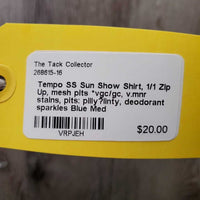 The Tack Collector
268615-16
Tempo SS Sun Show Shirt, 1/1 Zip
Up, mesh pits *vgc/gc, v.mnr
stains, pits: pilly?linty, deodorant
sparkles Blue Med
VRPJEH
$20.00